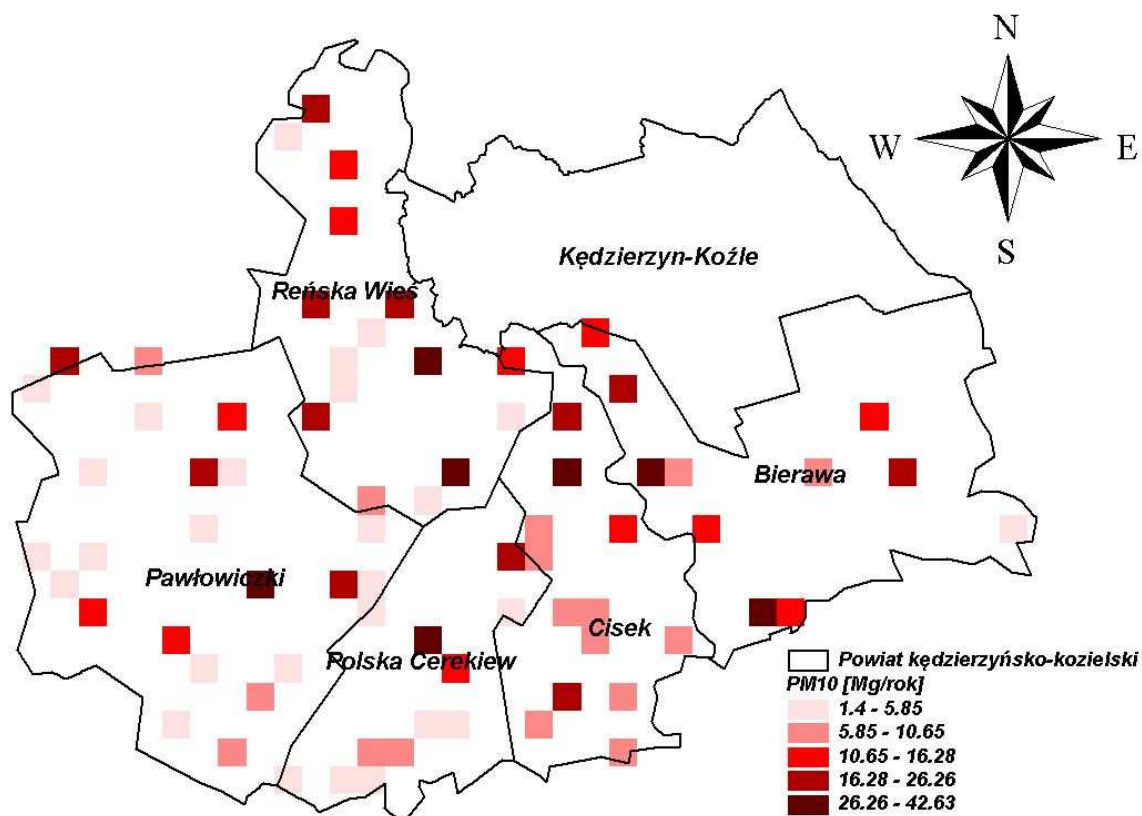 N
W
E
S
Kędzierzyn-Koźle
Reńska Wieś
Bierawa
Pawłowiczki
Cisek
Polska Cerekiew
Powiat kędzierzyńsko-kozielski
PM10 [Mg/rok]
1.4 - 5.85
5.85 - 10.65
10.65 - 16.28
16.28 - 26.26
26.26 - 42.63